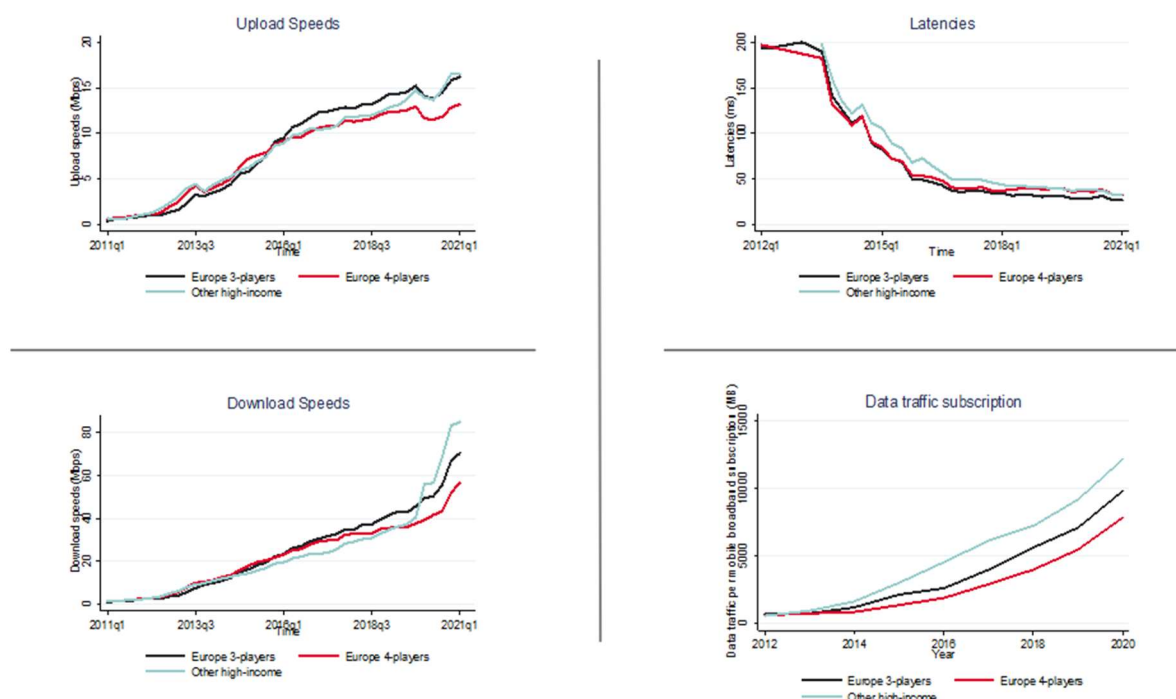 Upload Speeds
Upload speeds (Mbps)
20
15
10
5
0
2011q1 2013q3 2016q1 2018q3 2021q1
Time
Europe 3-players Europe 4-players
Other high-income
Latencies
Latencies (ms)
200
150
100
50
0
2012q1 2015q1 2018q1 2021q1
Time
Europe 3-players Europe 4-players
Other high-income
Download Speeds
Download speeds (Mbps)
80
60
40
20
0
2011q1 2013q3 2016q1 2018q3 2021q1
Time
Europe 3-players Europe 4-players
Other high-income
Data traffic subscription
Data traffic per mobile broadband subscription (MB)
15000
10000
5000
0
2012 2014 2016 2018 2020
Year
Europe 3-players Europe 4-players
Other high-income